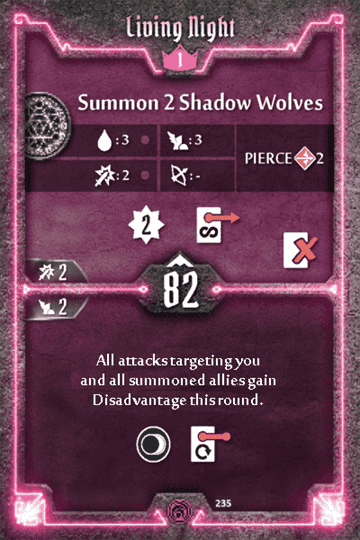 Living Night
1
Summon 2 Shadow Wolves
:3 :3
PIERCE 2
:2 :-
2
2
82
2
All attacks targeting you
and all summoned allies gain
Disadvantage this round.
235